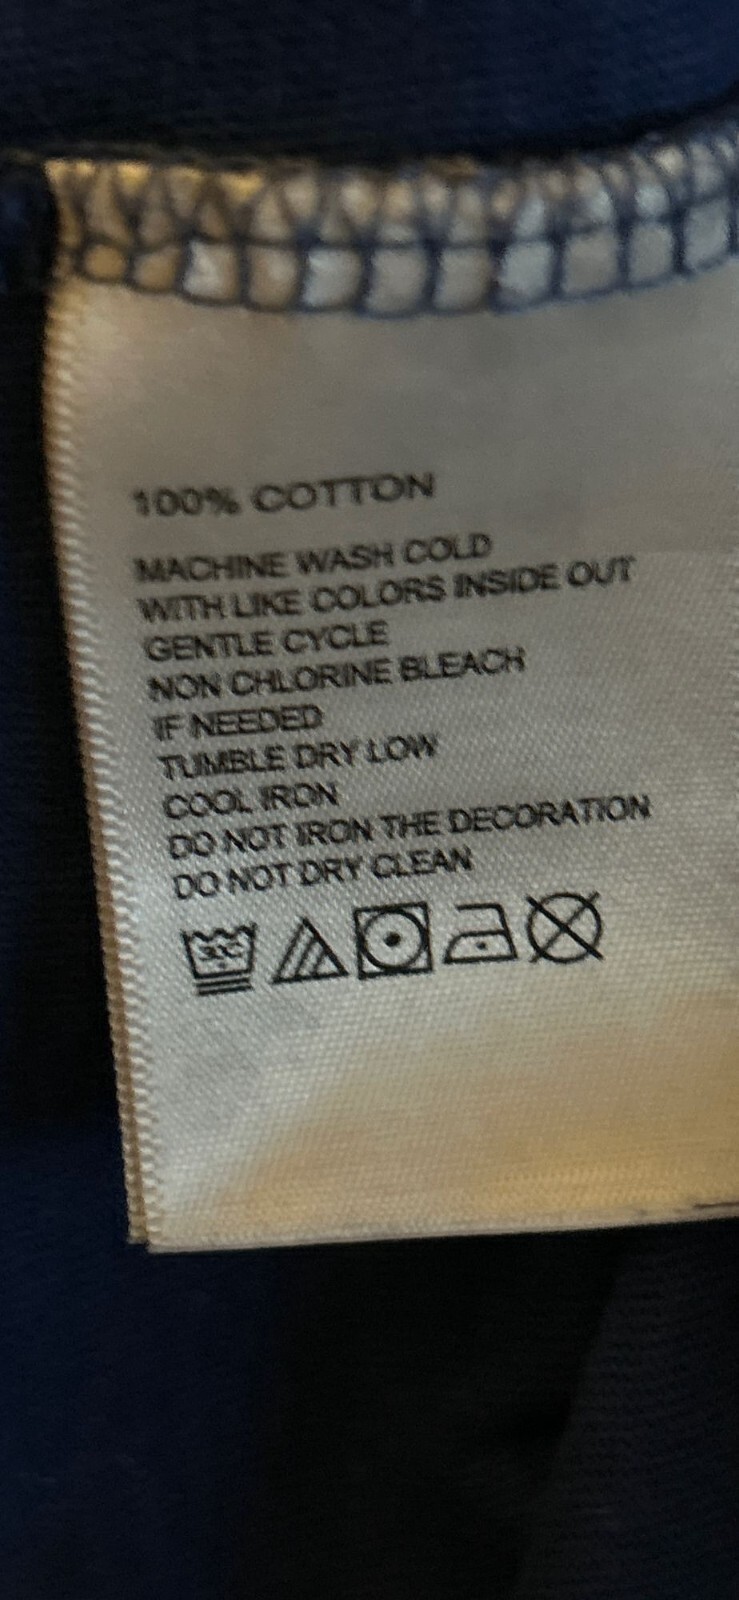 100% COTTON
MACHINE WASH COLD
WITH LIKE COLORS INSIDE OUT
GENTLE CYCLE
NON CHLORINE BLEACH
IF NEEDED
TUMBLE DRY LOW
COOL IRON
DO NOT IRON THE DECORATION
DO NOT DRY CLEAN
30C